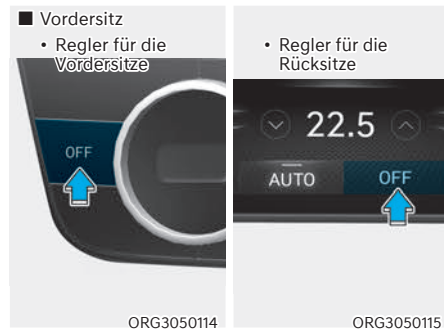 ■ Vordersitz
• Regler für die
Vordersitze
OFF
ORG3050114
• Regler für die
Rücksitze
22.5
AUTO
OFF
ORG3050115